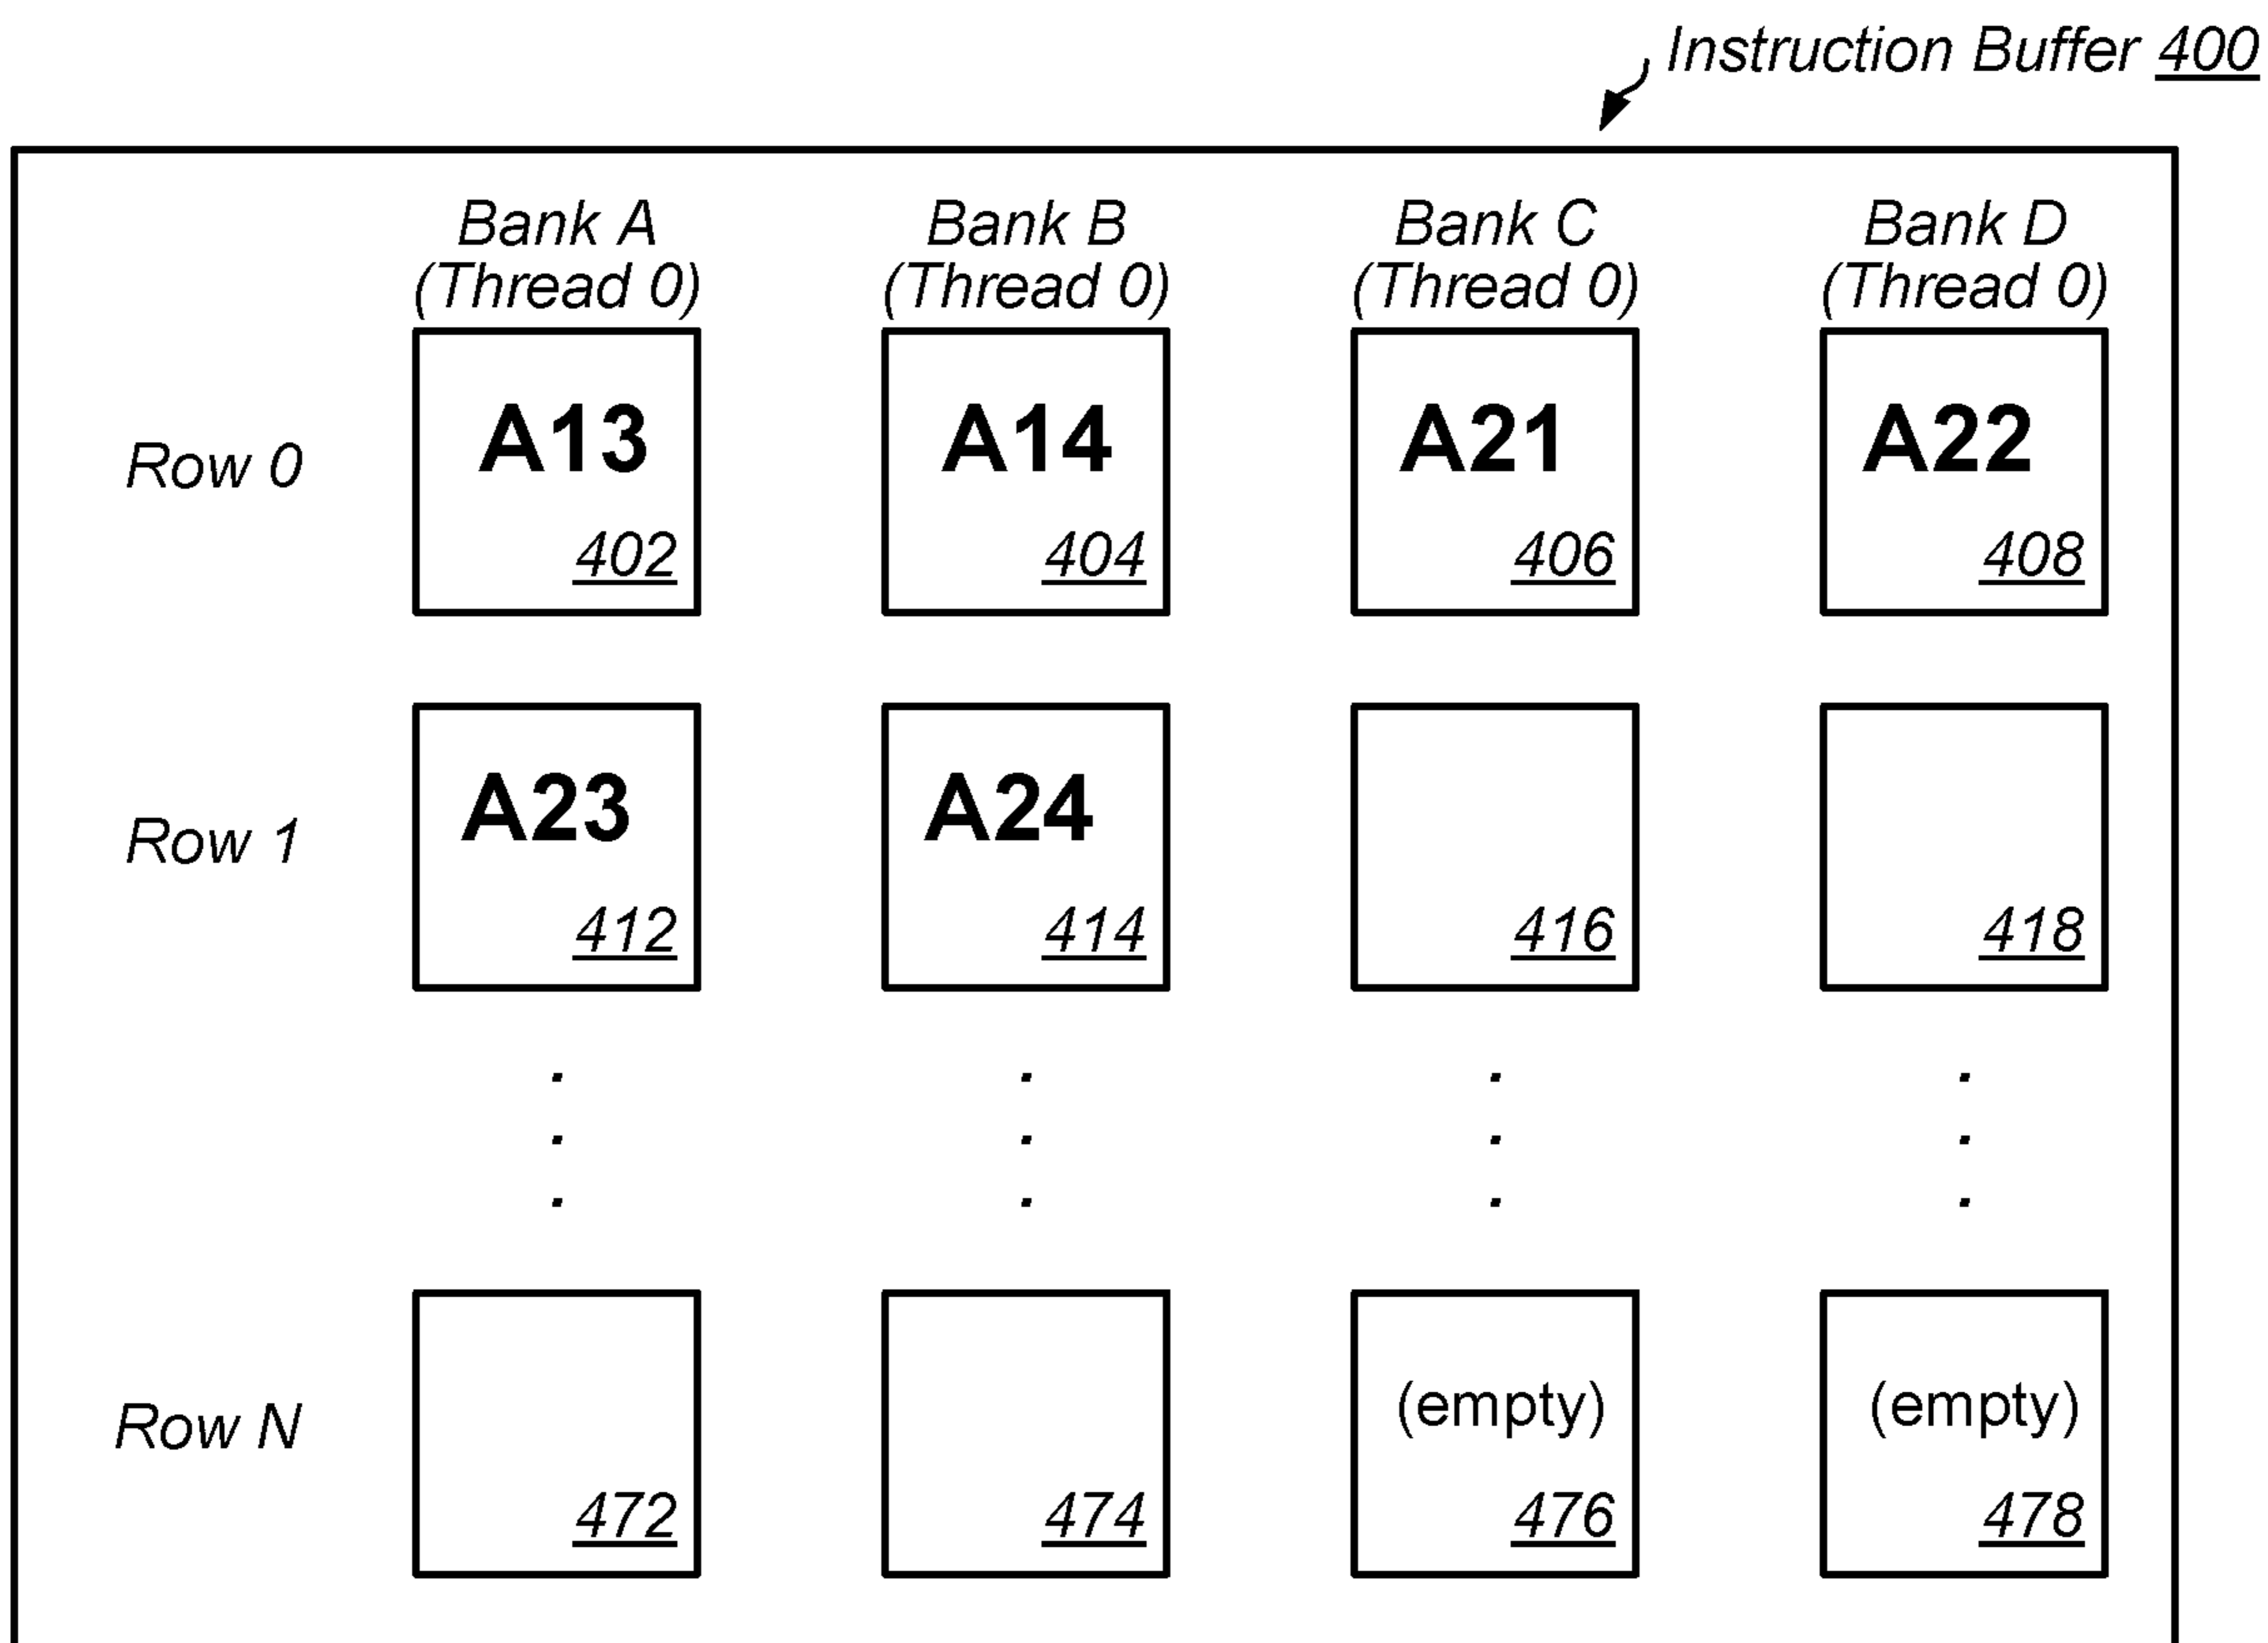 Instruction Buffer 400
Bank A Bank B Bank C Bank D
(Thread 0) (Thread 0) (Thread 0) (Thread 0)
Row 0 A13 A14 A21 A22
402 404 406 408
Row 1 A23 A24
412 414 416 418
. . . .
. . . .
. . . .
Row N (empty) (empty)
472 474 476 478